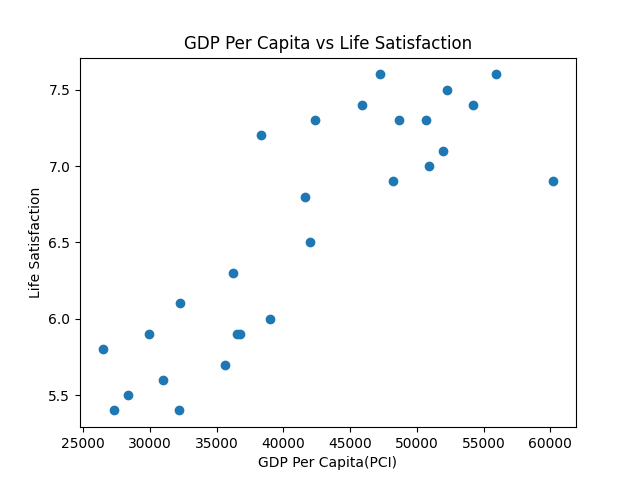 GDP Per Capita vs Life Satisfaction
7.5
7.0
6.5
6.0
5.5
Life Satisfaction
25000 30000 35000 40000 45000 50000 55000 60000
GDP Per Capita(PCI)